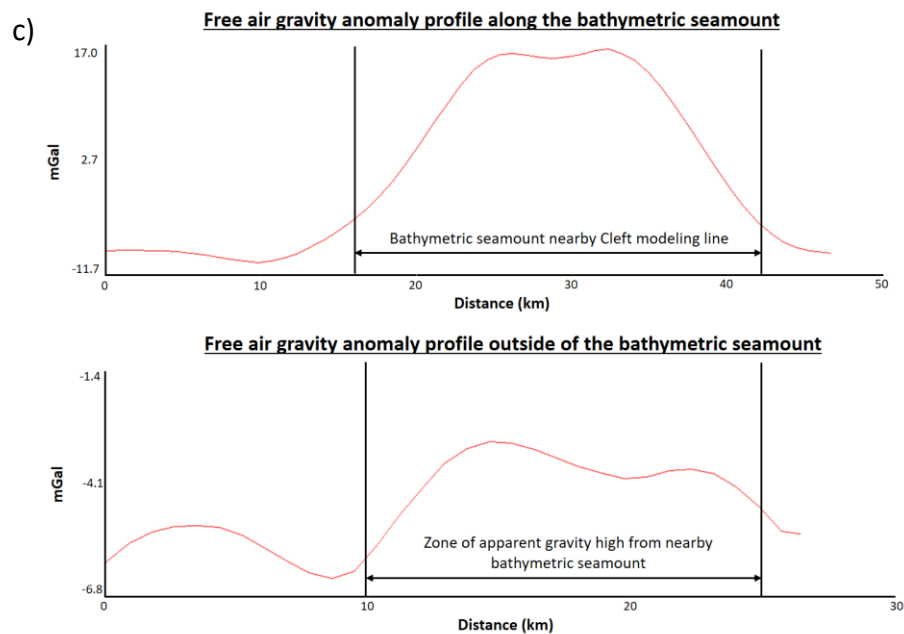 c)
Free air gravity anomaly profile along the bathymetric seamount
17.0
2.7
-11.7
mGal
Bathymetric seamount nearby Cleft modeling line
0
10
20
30
40
50
Distance (km)
Free air gravity anomaly profile outside of the bathymetric seamount
-1.4
-4.1
-6.8
mGal
Zone of apparent gravity high from nearby
bathymetric seamount
0
10
20
30
Distance (km)